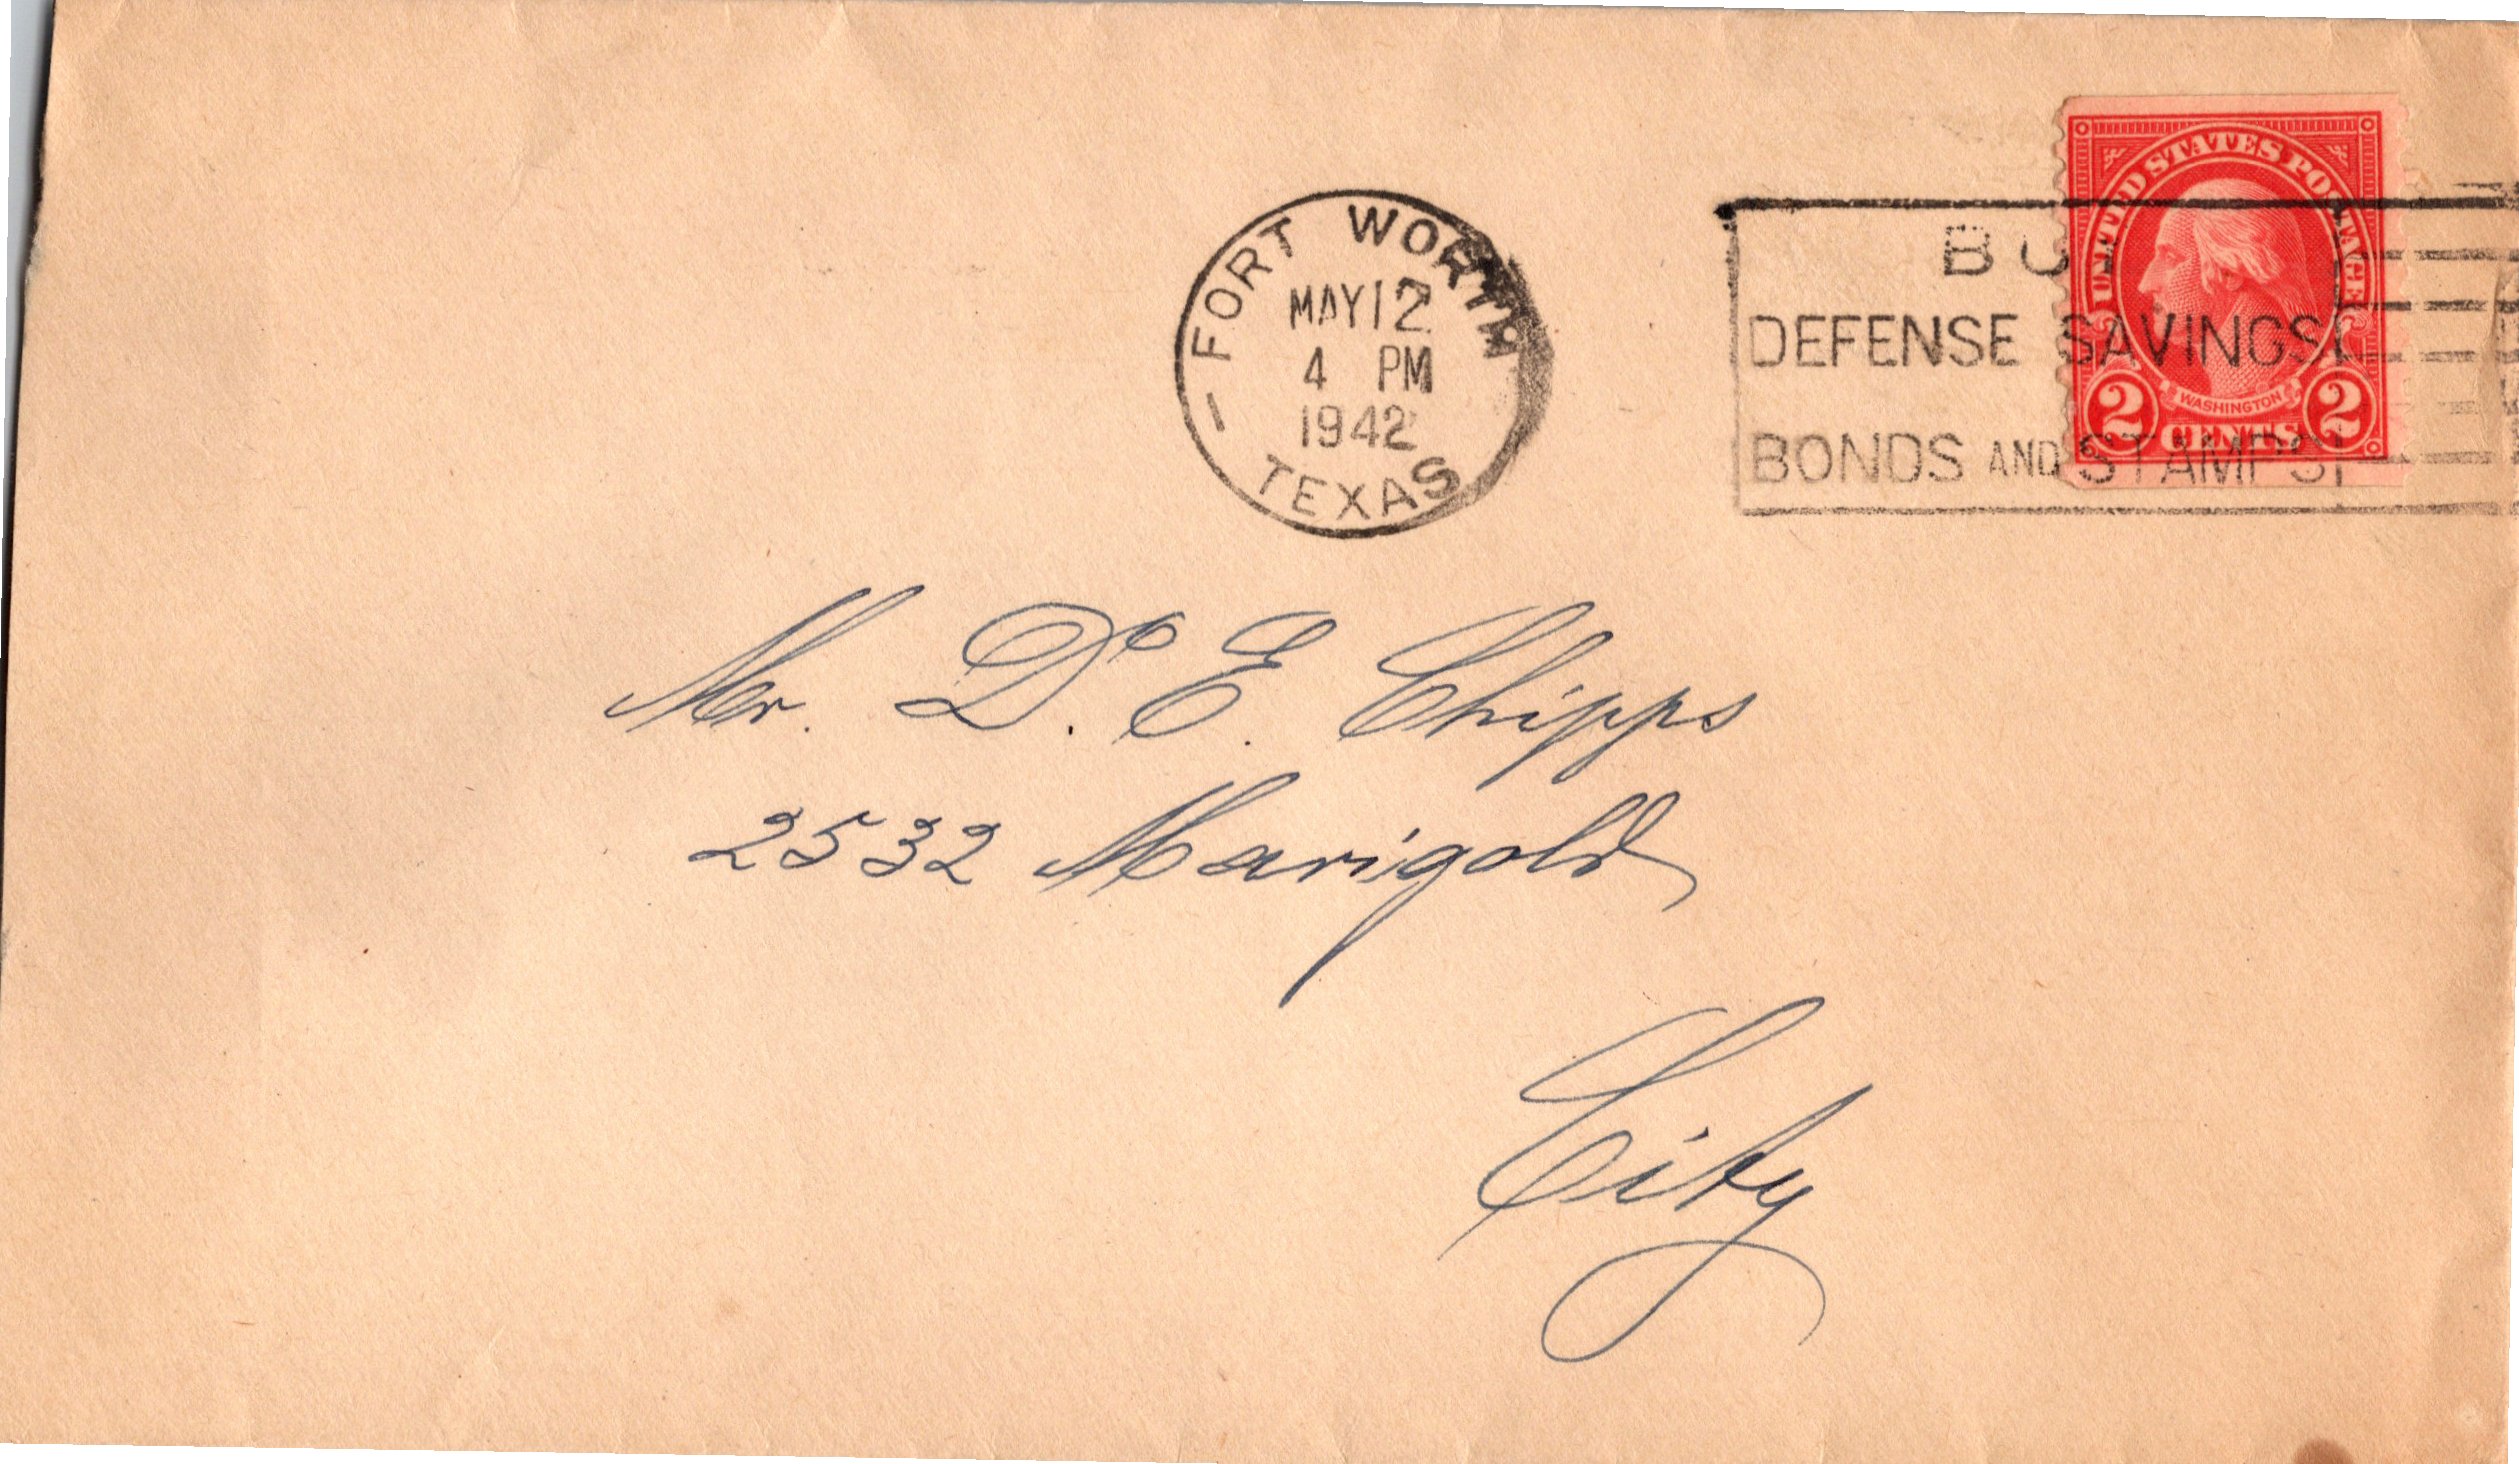 FORT WORTH
MAY 12
4 PM
1942
TEXAS
BUY
DEFENSE SAVINGS
BONDS AND STAMPS
UNITED STATES POSTAGE
WASHINGTON
2 CENTS 2
Mr. D. E. Chipps
2532 Marigold
City